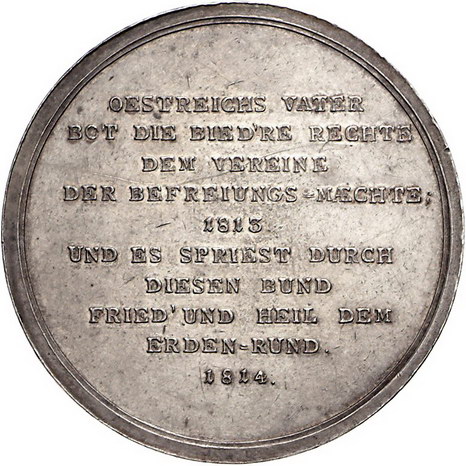 OESTREICHS VATER
BOT DIE BIED'RE RECHTE
DEM VEREINE
DER BEFREIUNGS-MÆCHTE;
1813
UND ES SPRIEST DURCH
DIESEN BUND
FRIED' UND HEIL DEM
ERDEN-RUND.
1814.